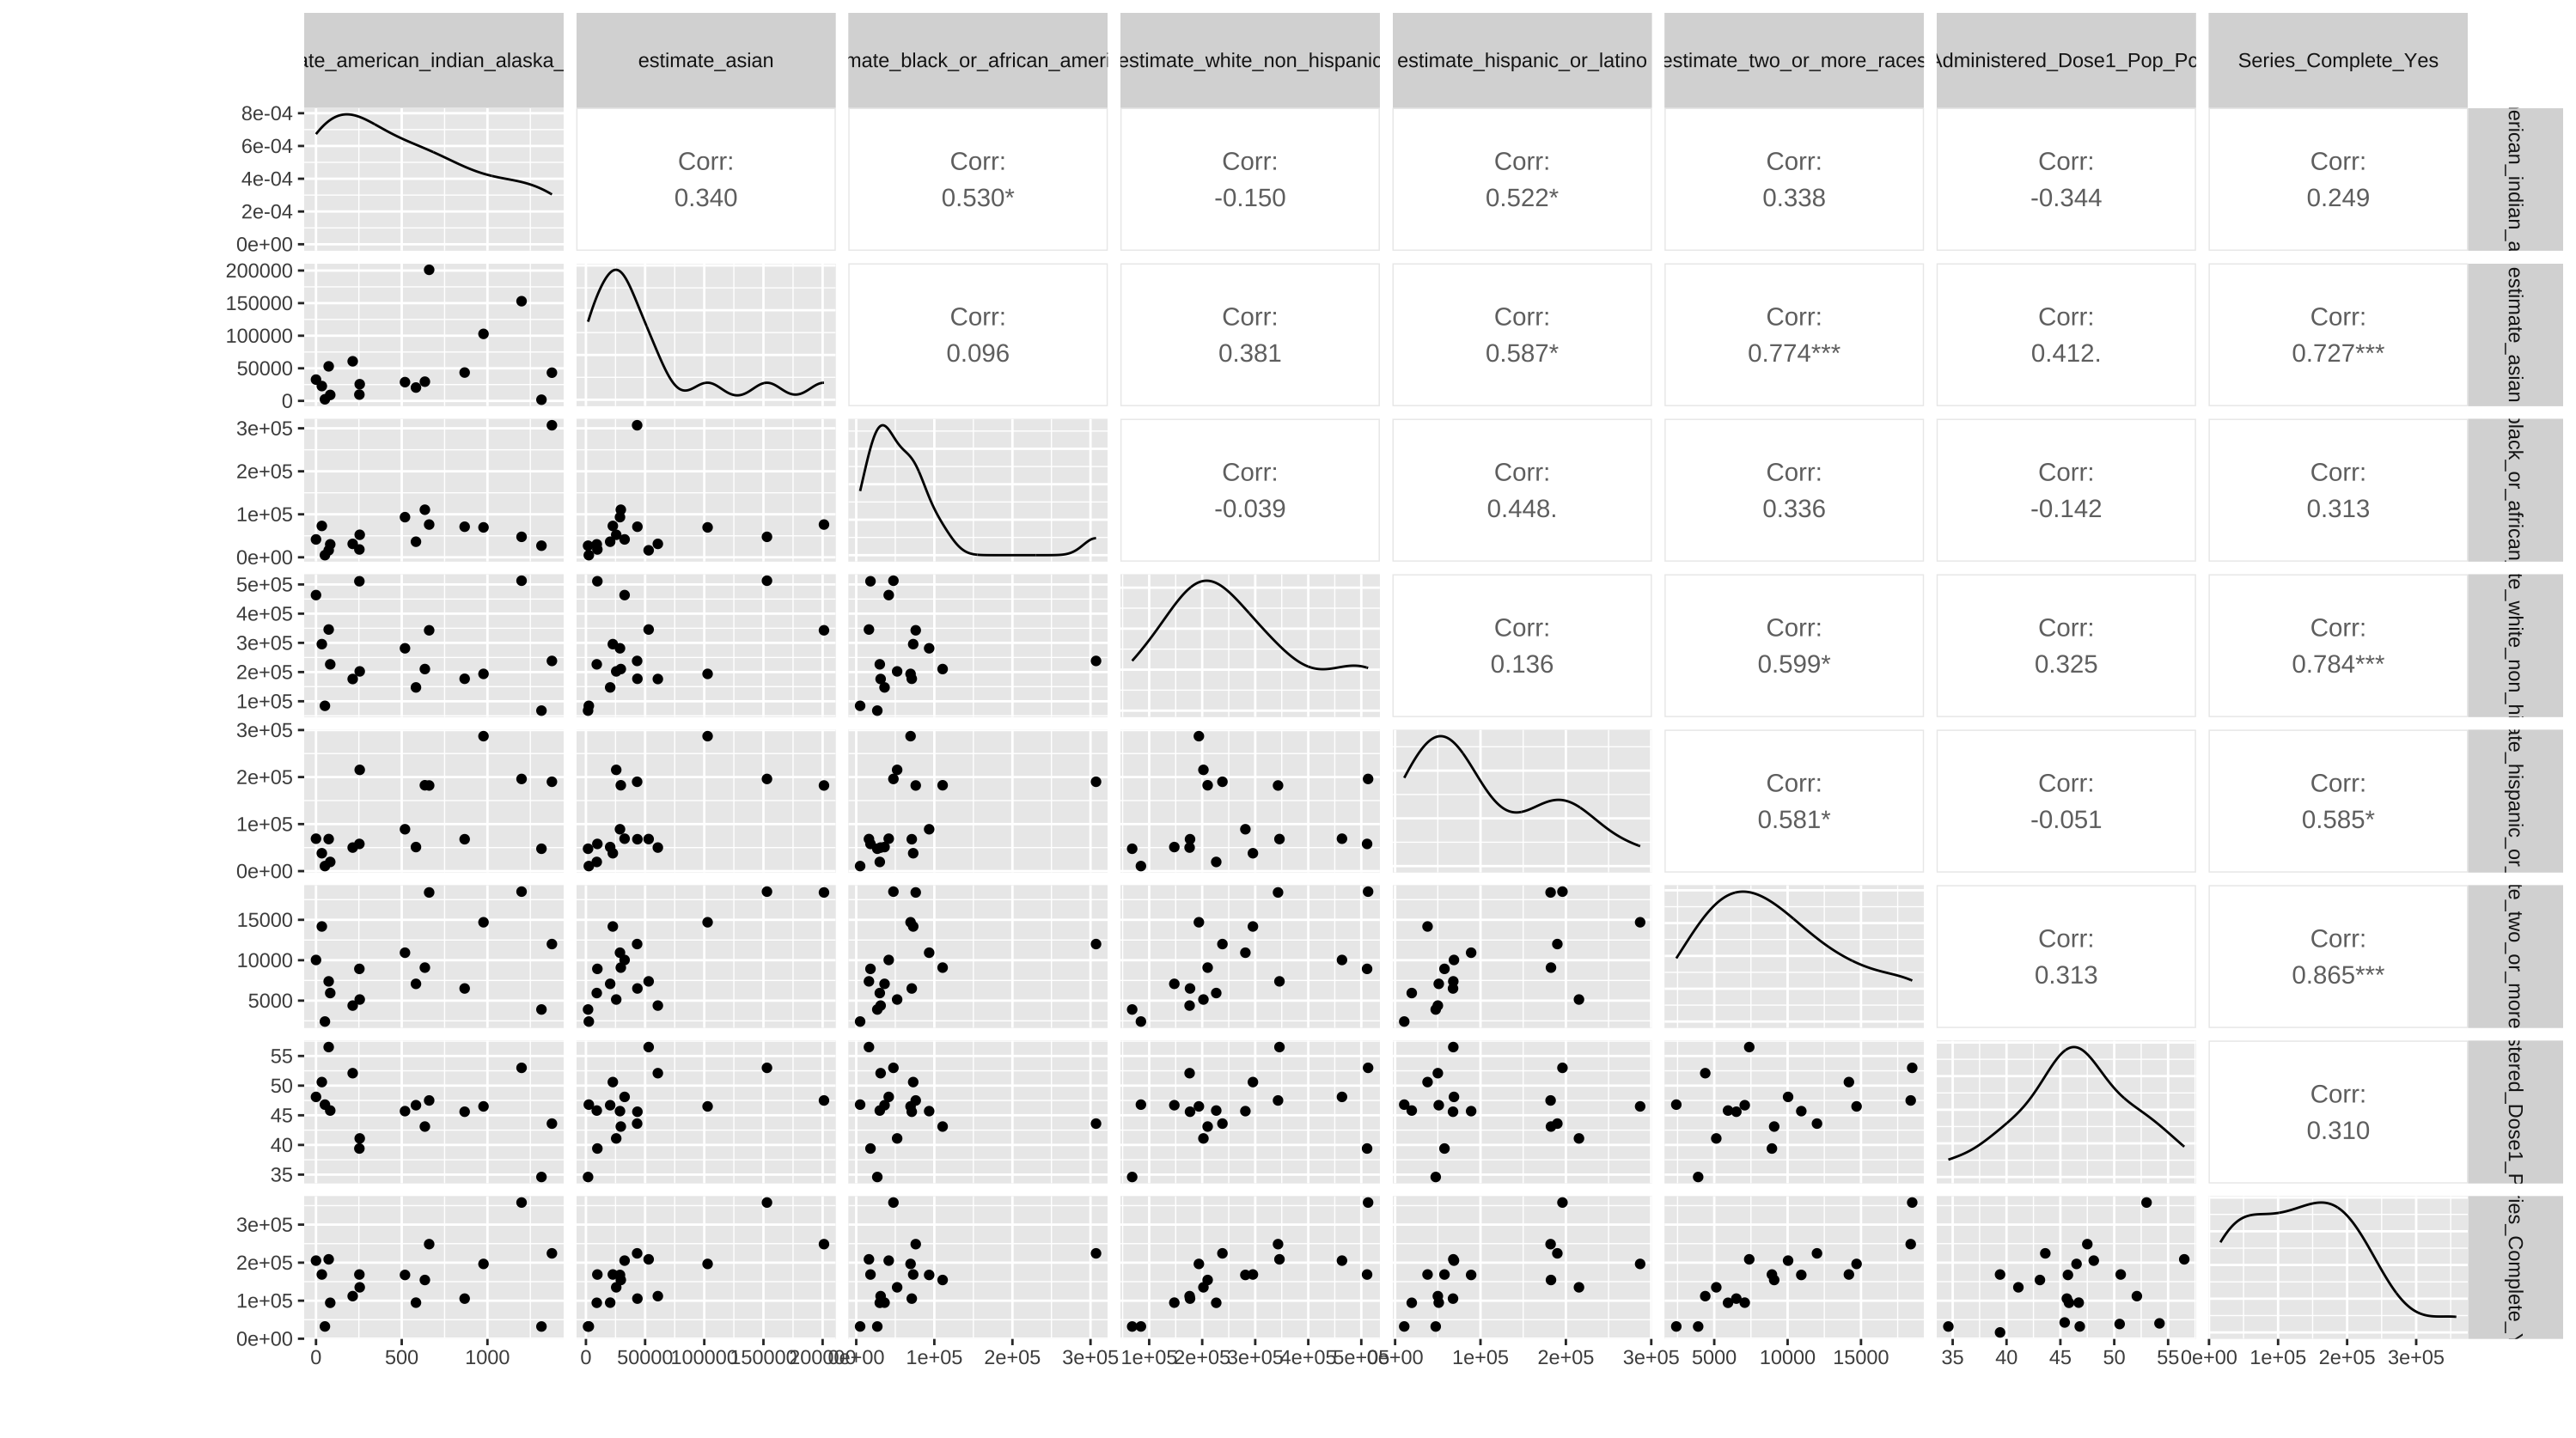 ate_american_indian_alaska_ estimate_asian mate_black_or_african_ameri estimate_white_non_hispanic estimate_hispanic_or_latino estimate_two_or_more_races Administered_Dose1_Pop_Pc Series_Complete_Yes
8e-04
6e-04
4e-04
2e-04
0e+00
Corr: Corr: Corr: Corr: Corr: Corr: Corr:
0.340 0.530* -0.150 0.522* 0.338 -0.344 0.249
erican_indian_a
200000
150000
100000
50000
0
Corr: Corr: Corr: Corr: Corr: Corr:
0.096 0.381 0.587* 0.774*** 0.412. 0.727***
estimate_asian
3e+05
2e+05
1e+05
0e+00
Corr: Corr: Corr: Corr: Corr:
-0.039 0.448. 0.336 -0.142 0.313
black_or_african_
5e+05
4e+05
3e+05
2e+05
1e+05
Corr: Corr: Corr: Corr:
0.136 0.599* 0.325 0.784***
te_white_non_hi
3e+05
2e+05
1e+05
0e+00
Corr: Corr: Corr:
0.581* -0.051 0.585*
ate_hispanic_or_
15000
10000
5000
Corr: Corr:
0.313 0.865***
te_two_or_more
55
50
45
40
35
Corr:
0.310
stered_Dose1_P
3e+05
2e+05
1e+05
0e+00
ries_Complete_Y
0 500 1000 0 50000 100000 150000 200000 0e+00 1e+05 2e+05 3e+05 1e+05 2e+05 3e+05 4e+05 5e+05 0e+00 1e+05 2e+05 3e+05 5000 10000 15000 35 40 45 50 55 0e+00 1e+05 2e+05 3e+05